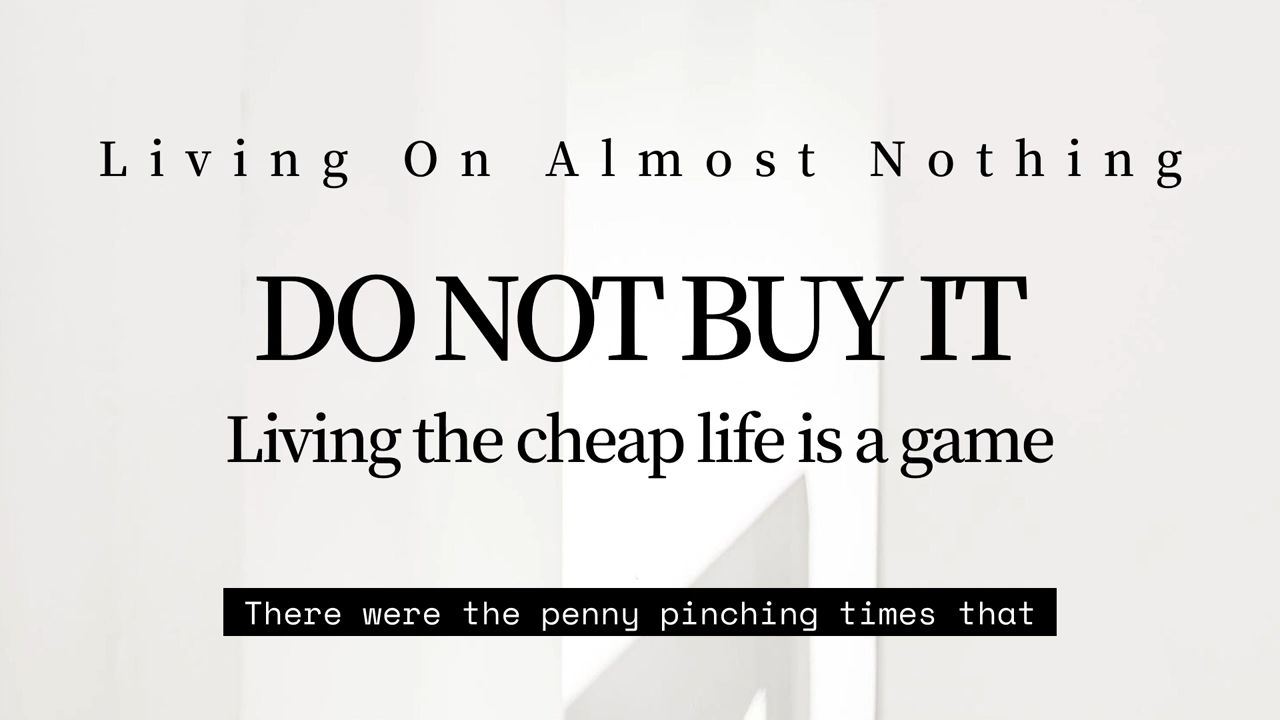 Living On Almost Nothing
DO NOT BUY IT
Living the cheap life is a game
There were the penny pinching times that